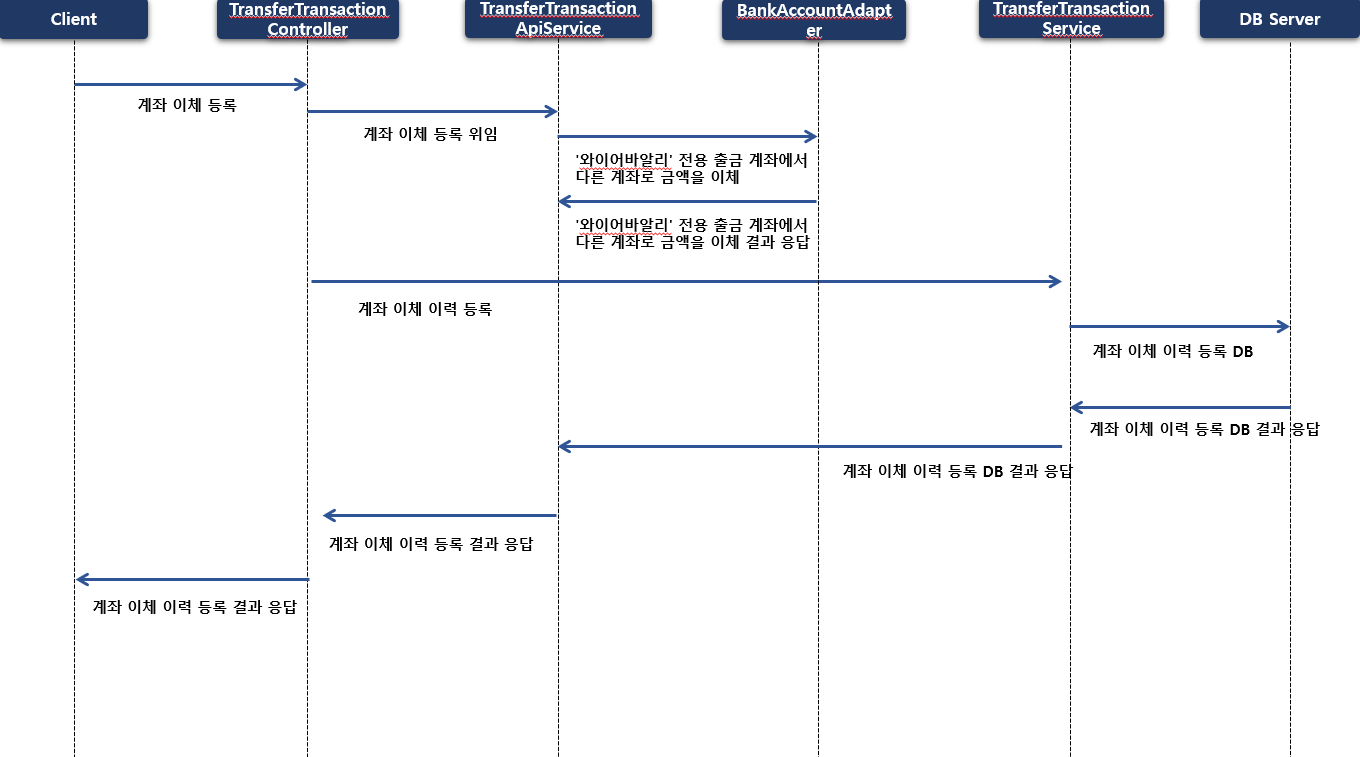 Client
TransferTransaction
Controller
TransferTransaction
ApiService
BankAccountAdapt
er
TransferTransaction
Service
DB Server
계좌 이체 등록
계좌 이체 등록 위임
'와이어바알리' 전용 출금 계좌에서
다른 계좌로 금액을 이체
'와이어바알리' 전용 출금 계좌에서
다른 계좌로 금액을 이체 결과 응답
계좌 이체 이력 등록
계좌 이체 이력 등록 DB
계좌 이체 이력 등록 DB 결과 응답
계좌 이체 이력 등록 DB 결과 응답
계좌 이체 이력 등록 결과 응답
계좌 이체 이력 등록 결과 응답